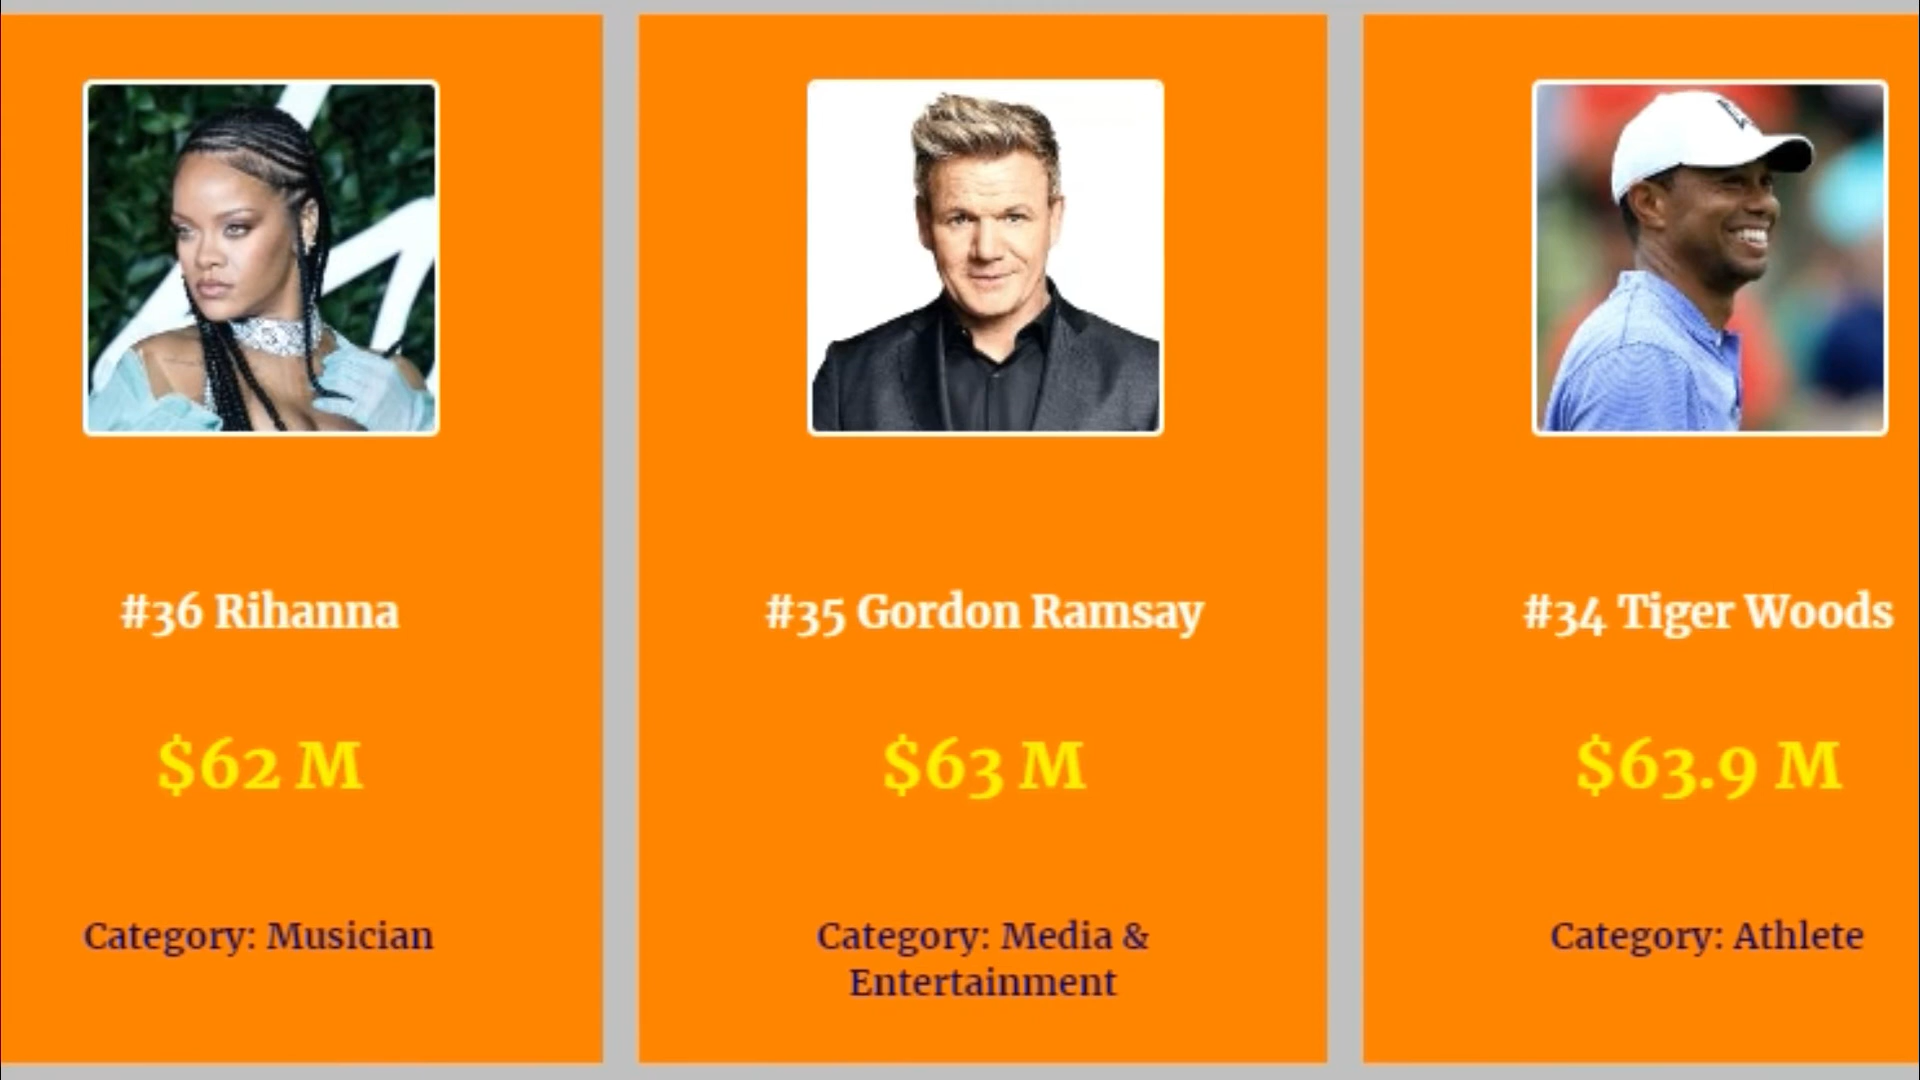 #36 Rihanna
$62 M
Category: Musician
#35 Gordon Ramsay
$63 M
Category: Media &
Entertainment
#34 Tiger Woods
$63.9 M
Category: Athlete